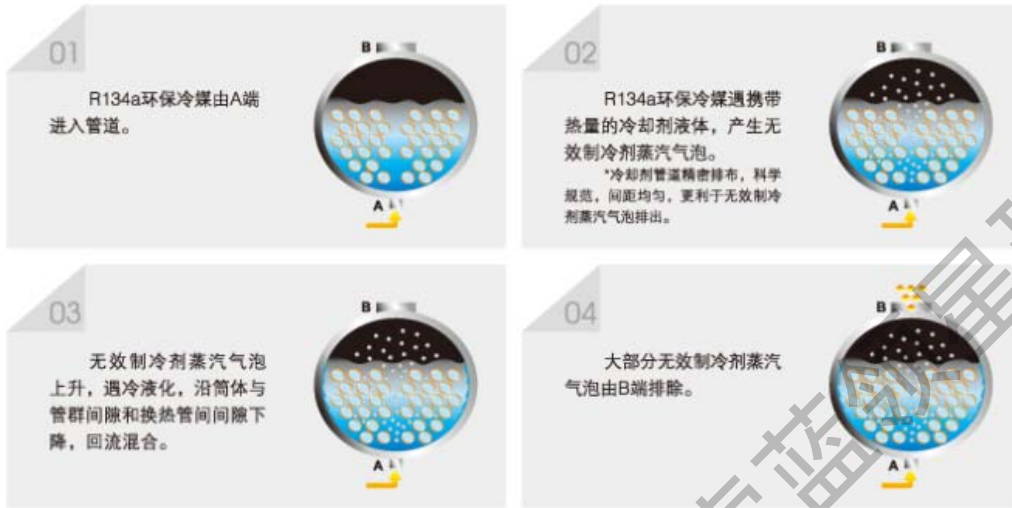 01
B
R134a环保冷媒由A端
进入管道。
A
02
B
R134a环保冷媒遇携带
热量的冷却剂液体，产生无
效制冷剂蒸汽气泡。
*冷却剂管道精密排布，科学
规范，间距均匀，更利于无效制冷
剂蒸汽气泡排出。
A
03
B
无效制冷剂蒸汽气泡
上升，遇冷液化，沿筒体与
管群间隙和换热管间间隙下
降，回流混合。
A
04
B
大部分无效制冷剂蒸汽
气泡由B端排除。
A
蓝
星